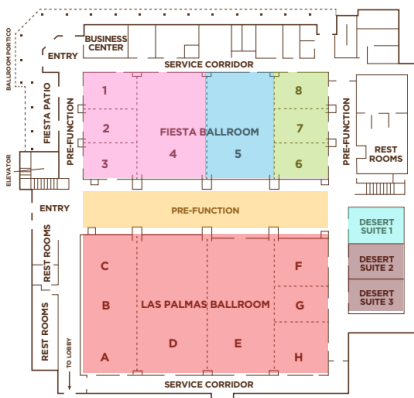 BALLROOM PORTICO
BUSINESS
CENTER
ENTRY
SERVICE CORRIDOR
FIESTA PATIO
PRE-FUNCTION
1
2
3
FIESTA BALLROOM
4
5
8
7
6
PRE-FUNCTION
REST
ROOMS
ELEVATOR
ENTRY
PRE-FUNCTION
DESERT
SUITE 1
DESERT
SUITE 2
DESERT
SUITE 3
REST ROOMS
REST ROOMS
C
B
A
LAS PALMAS BALLROOM
D
E
F
G
H
TO LOBBY
SERVICE CORRIDOR